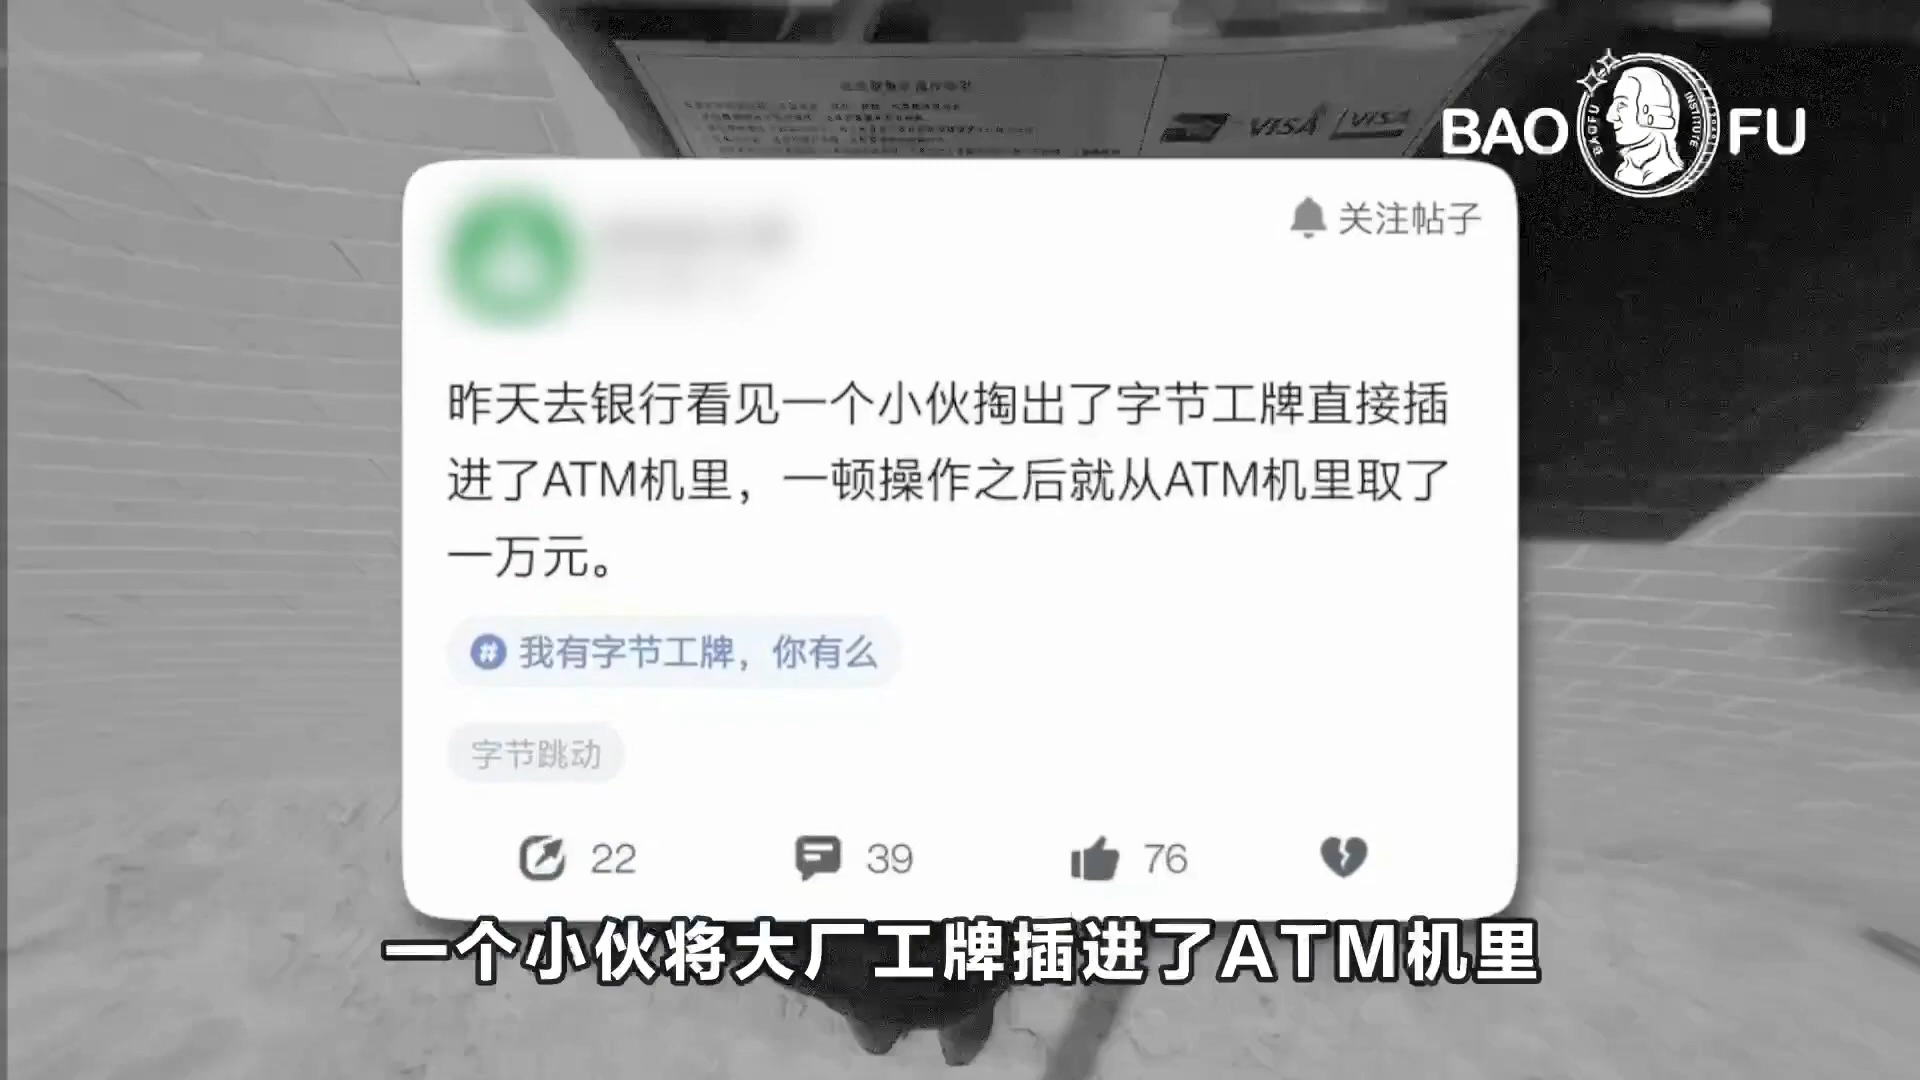 VISA VISA
BAO FU
BAOFU INSTITUTE
关注帖子
昨天去银行看见一个小伙掏出了字节工牌直接插
进了ATM机里，一顿操作之后就从ATM机里取了
一万元。
# 我有字节工牌，你有么
字节跳动
22 39 76
一个小伙将大厂工牌插进了ATM机里